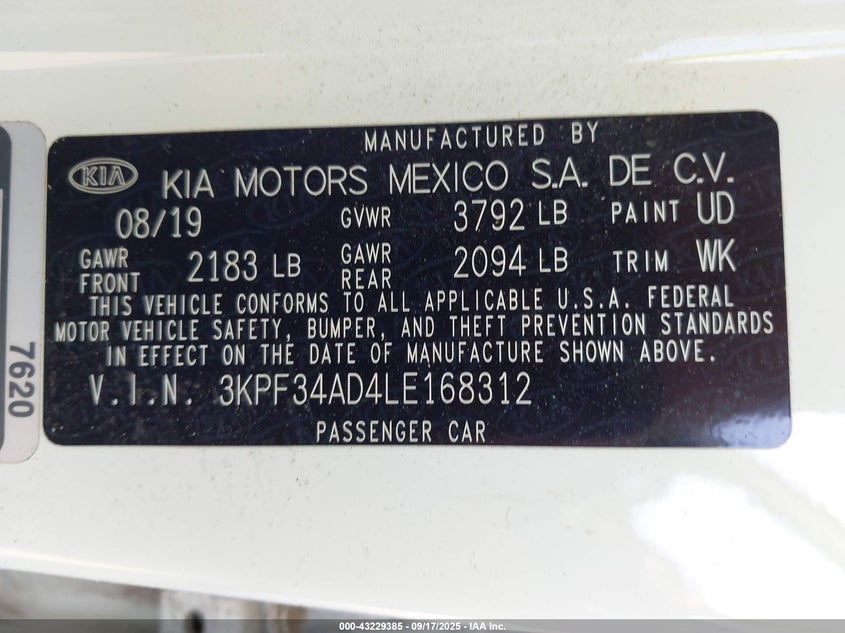 MANUFACTURED BY
KIA KIA MOTORS MEXICO S.A. DE C.V.
08/19 GVWR 3792 LB PAINT UD
GAWR FRONT 2183 LB GAWR REAR 2094 LB TRIM WK
THIS VEHICLE CONFORMS TO ALL APPLICABLE U.S.A. FEDERAL
MOTOR VEHICLE SAFETY, BUMPER, AND THEFT PREVENTION STANDARDS
IN EFFECT ON THE DATE OF MANUFACTURE SHOWN ABOVE.
V.I.N. 3KPF34AD4LE168312
PASSENGER CAR
7620
000-43229385 - 09/17/2025 - IAA Inc.